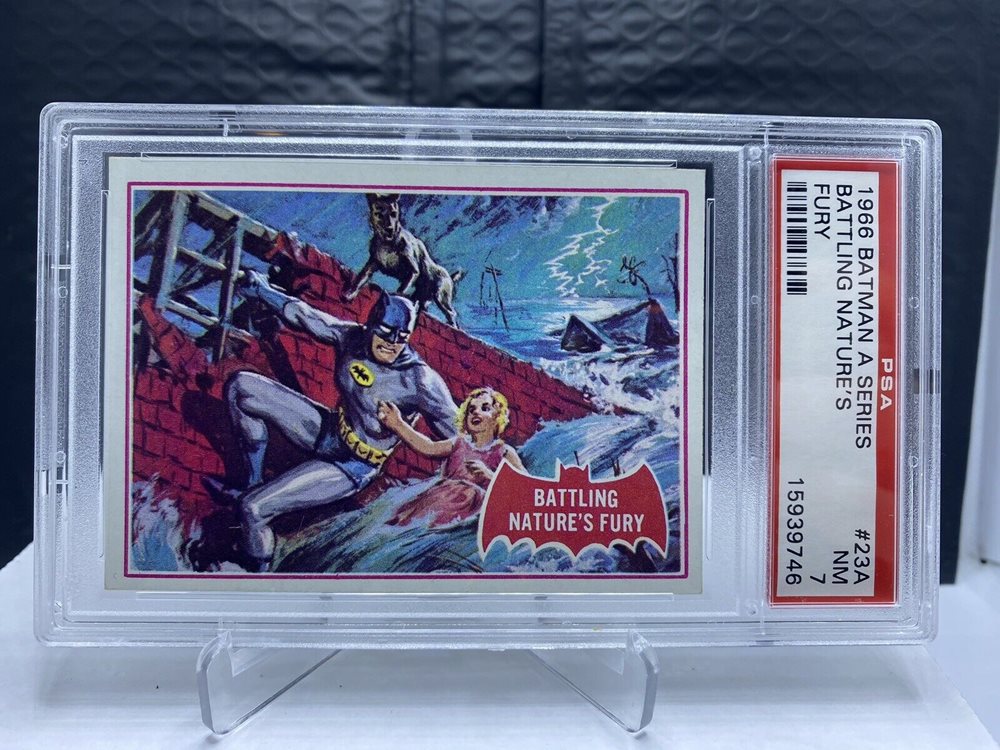 BATTLING
NATURE'S FURY
PSA
1966 BATMAN A SERIES
BATTLING NATURE'S
FURY
#23A
NM
7
15939746